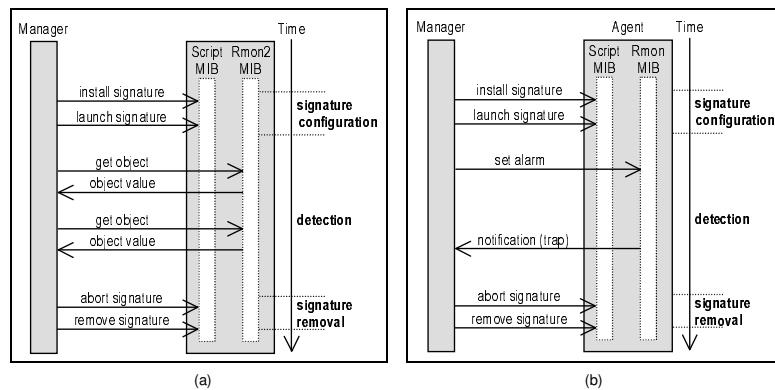 Manager
Time
Script
MIB
Rmon2
MIB
install signature
launch signature
signature
configuration
get object
object value
get object
object value
detection
abort signature
remove signature
signature
removal
(a)
Manager
Agent
Time
Script
MIB
Rmon
MIB
install signature
launch signature
signature
configuration
set alarm
detection
notification (trap)
abort signature
remove signature
signature
removal
(b)